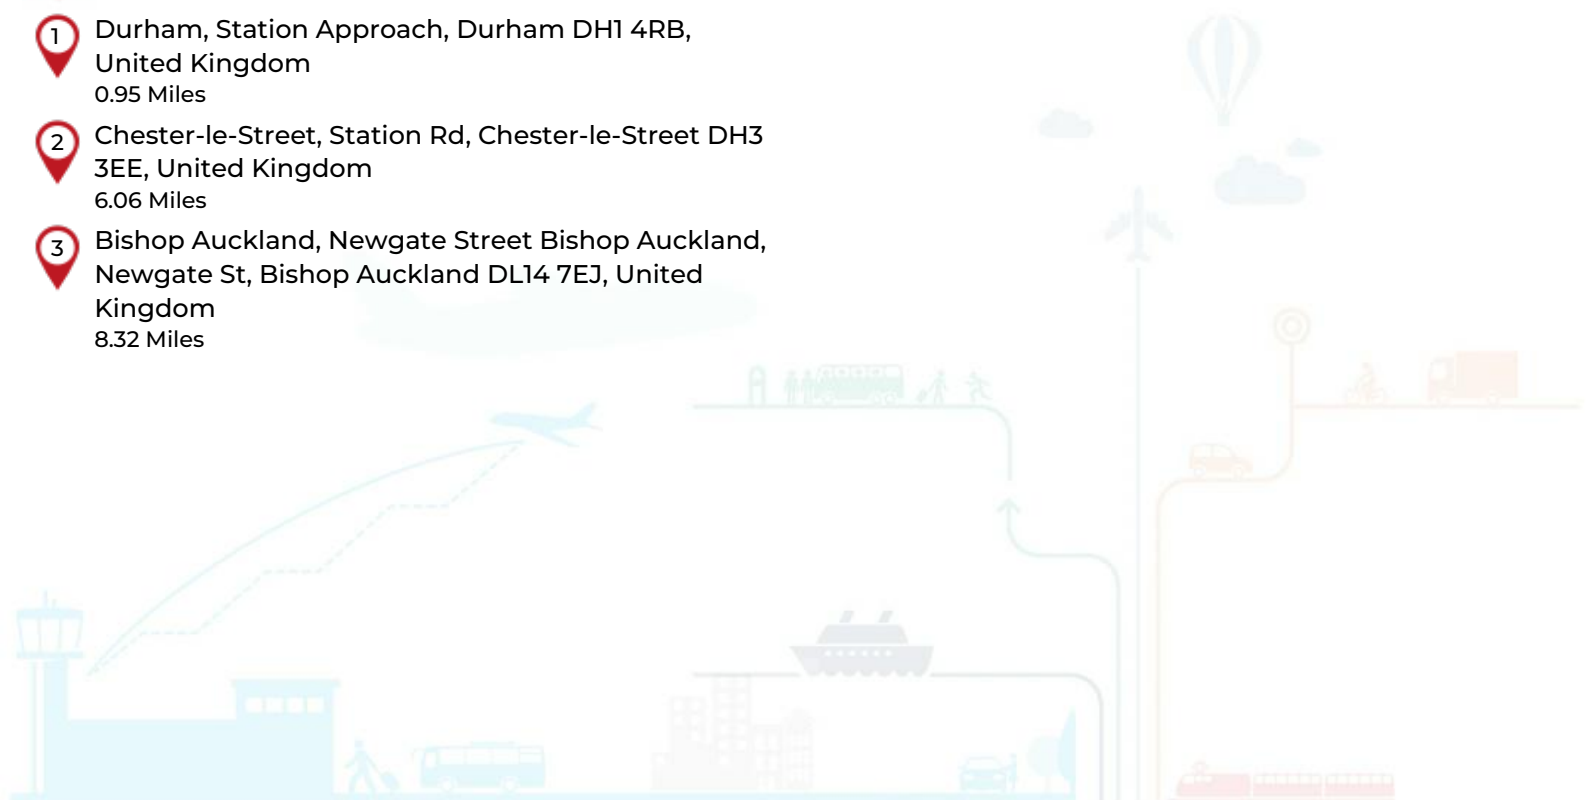 1
Durham, Station Approach, Durham DH1 4RB,
United Kingdom
0.95 Miles
2
Chester-le-Street, Station Rd, Chester-le-Street DH3
3EE, United Kingdom
6.06 Miles
3
Bishop Auckland, Newgate Street Bishop Auckland,
Newgate St, Bishop Auckland DL14 7EJ, United
Kingdom
8.32 Miles